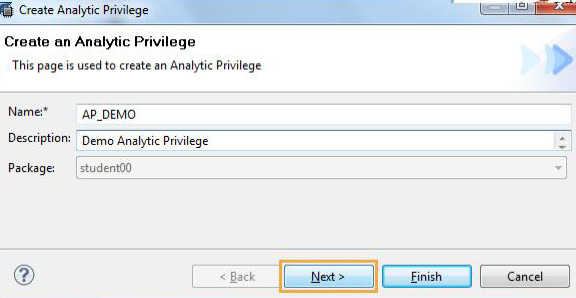 Create Analytic Privilege
Create an Analytic Privilege
This page is used to create an Analytic Privilege
Name:* AP_DEMO
Description: Demo Analytic Privilege
Package: student00
? < Back Next > Finish Cancel